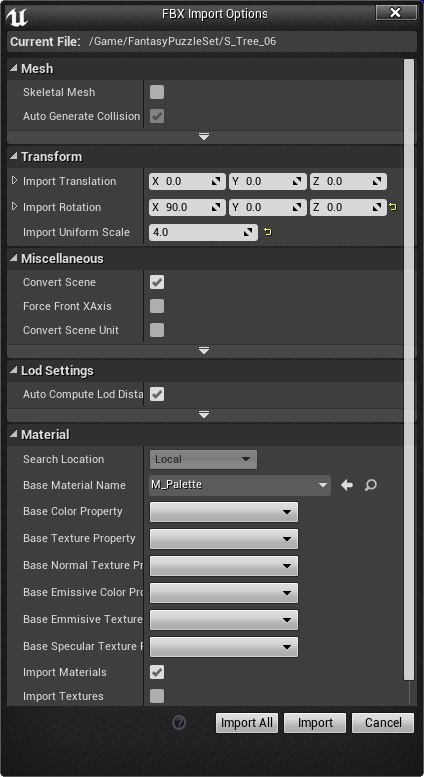 FBX Import Options
Current File: /Game/FantasyPuzzleSet/S_Tree_06
Mesh
Skeletal Mesh
Auto Generate Collision
Transform
Import Translation X 0.0 Y 0.0 Z 0.0
Import Rotation X 90.0 Y 0.0 Z 0.0
Import Uniform Scale 4.0
Miscellaneous
Convert Scene
Force Front XAxis
Convert Scene Unit
Lod Settings
Auto Compute Lod Dista
Material
Search Location Local
Base Material Name M_Palette
Base Color Property
Base Texture Property
Base Normal Texture Pr
Base Emissive Color Pro
Base Emmisive Texture
Base Specular Texture P
Import Materials
Import Textures
Import All Import Cancel